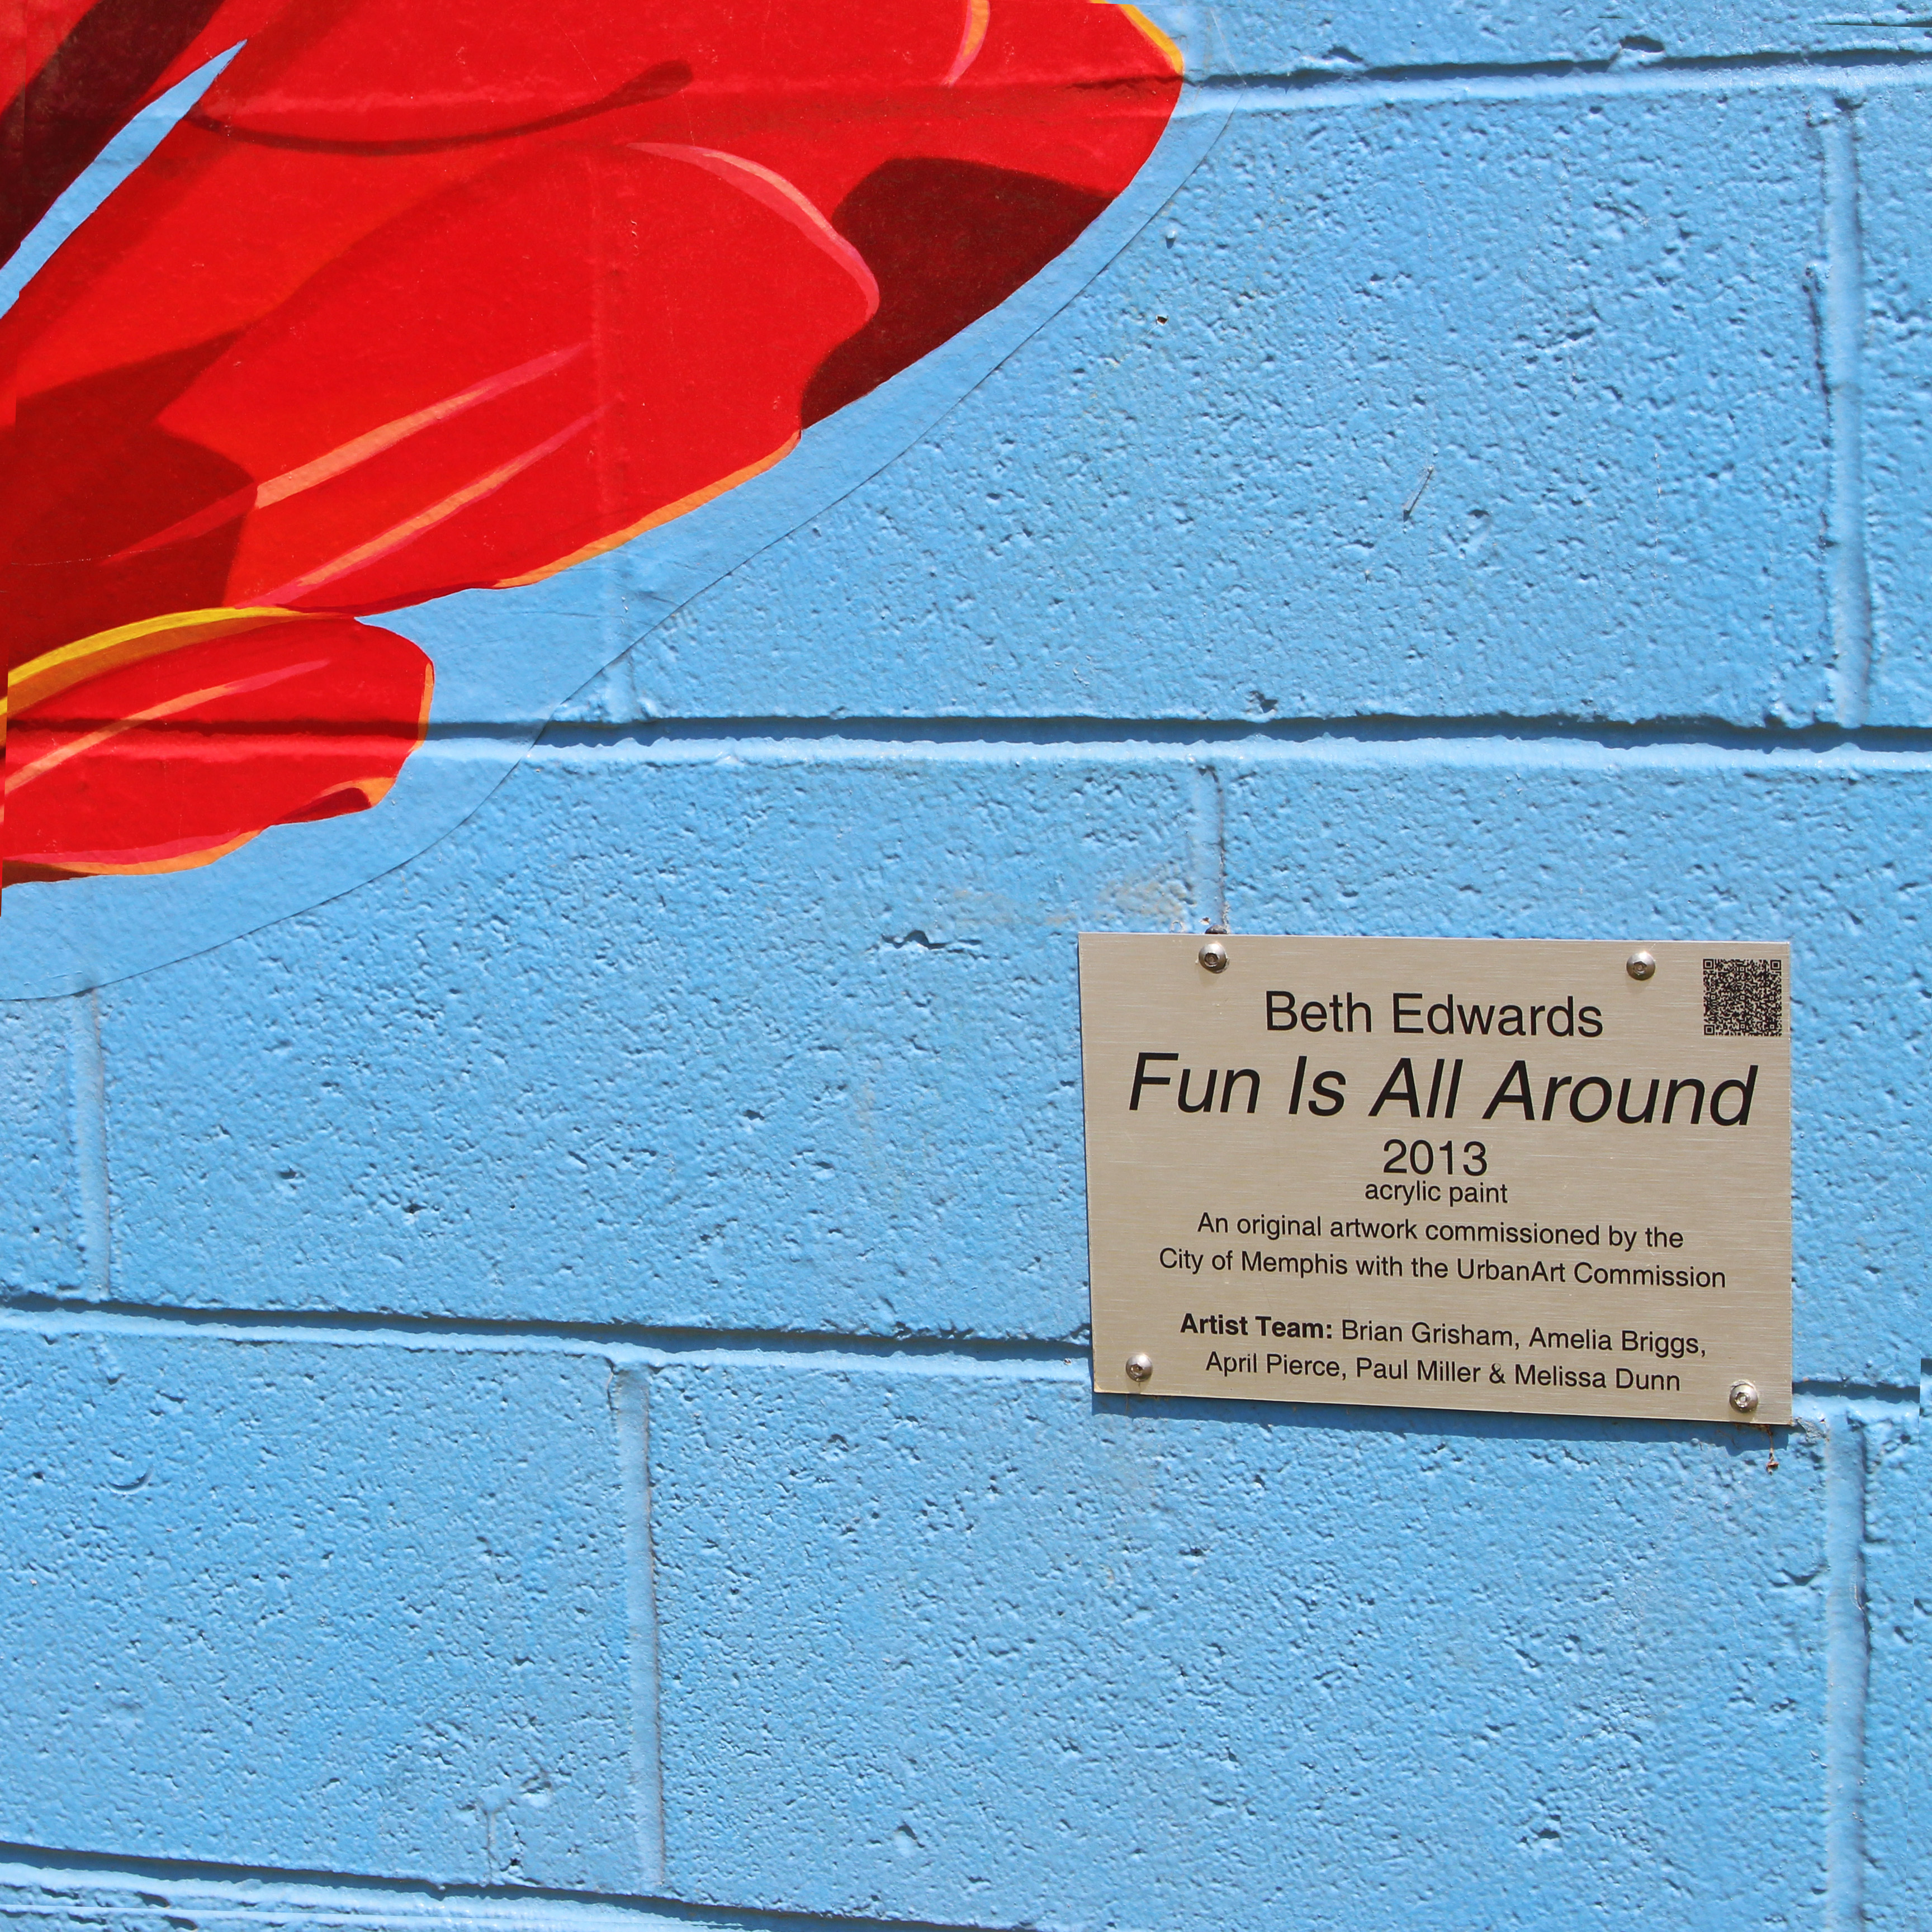 Beth Edwards
Fun Is All Around
2013
acrylic paint
An original artwork commissioned by the
City of Memphis with the UrbanArt Commission
Artist Team: Brian Grisham, Amelia Briggs,
April Pierce, Paul Miller & Melissa Dunn